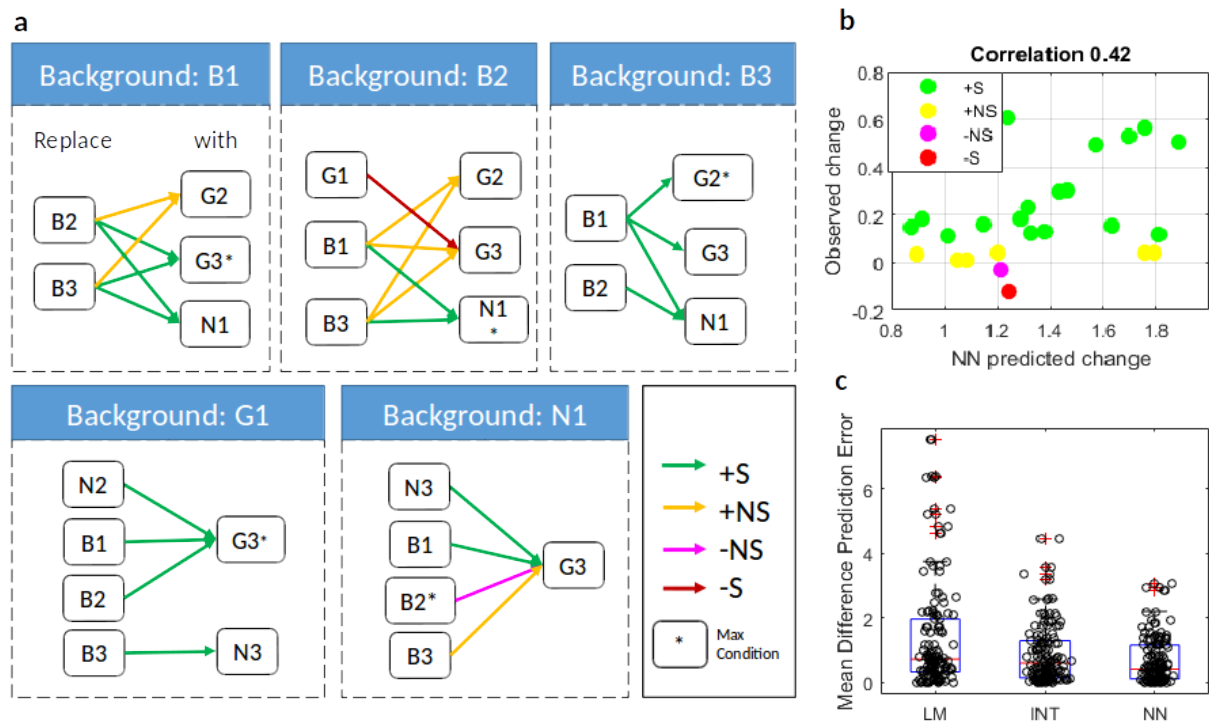 a
Background: B1
Replace with
B2
B3
G2
G3*
N1
Background: B2
G1
B1
B3
G2
G3
N1
*
Background: B3
B1
B2
G2*
G3
N1
Background: G1
N2
B1
B2
B3
G3*
N3
Background: N1
N3
B1
B2*
B3
G3
+S
+NS
-NS
-S
*
Max
Condition
b
Correlation 0.42
+S
+NS
-NS
-S
Observed change
0.8
0.6
0.4
0.2
0
-0.2
0.8 1 1.2 1.4 1.6 1.8
NN predicted change
c
Mean Difference Prediction Error
6
4
2
0
LM INT NN